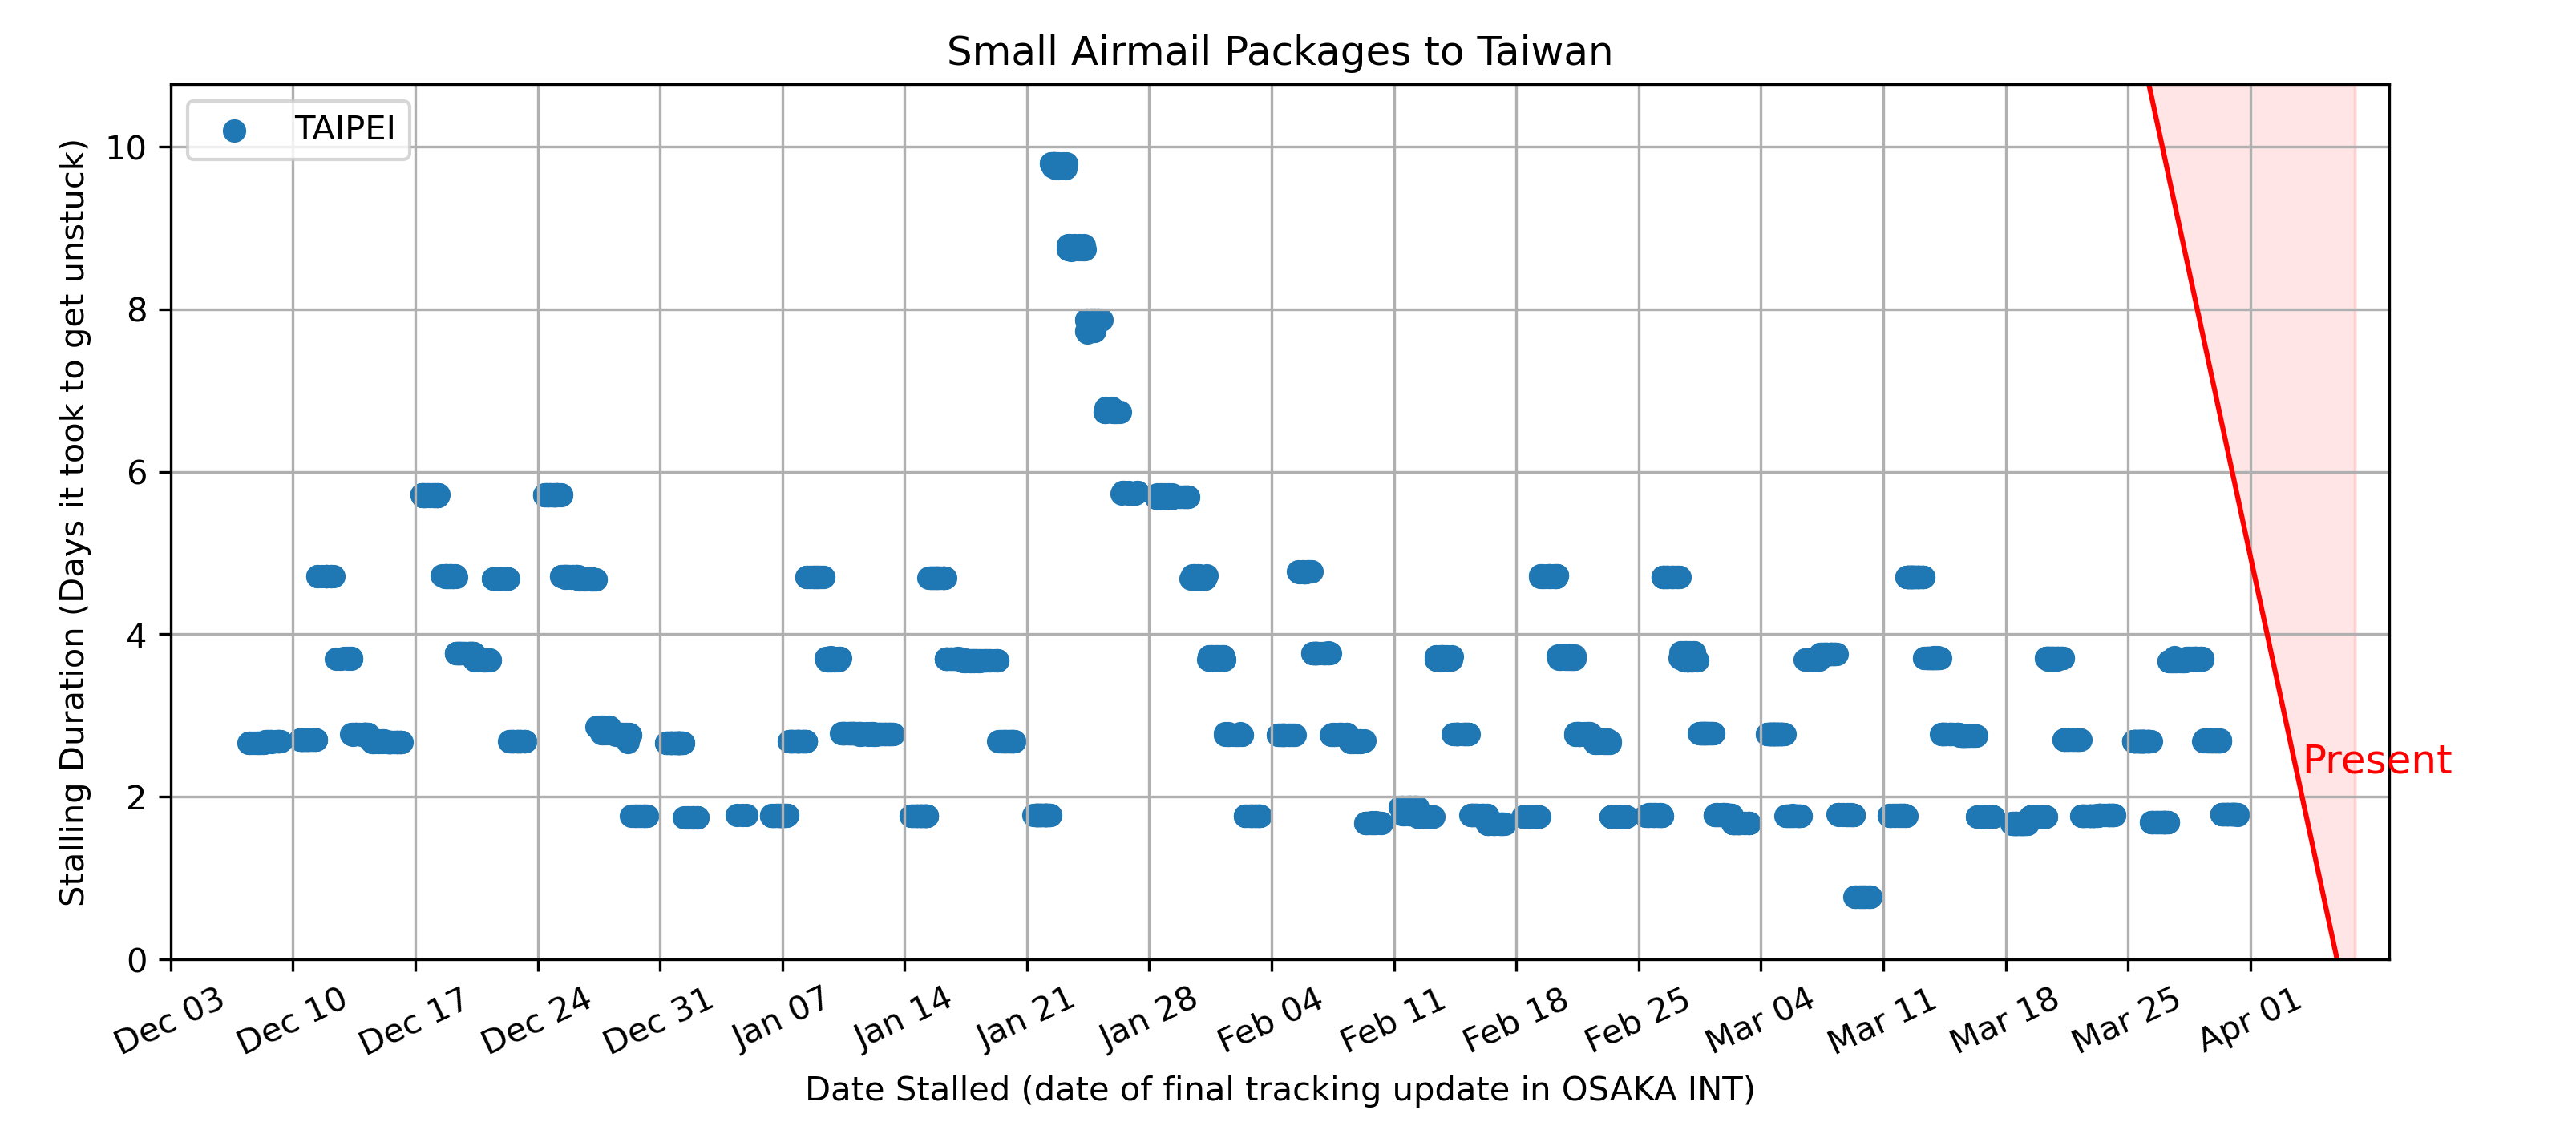 Small Airmail Packages to Taiwan
TAIPEI
Stalling Duration (Days it took to get unstuck)
10
8
6
4
2
0
Present
Dec 03
Dec 10
Dec 17
Dec 24
Dec 31
Jan 07
Jan 14
Jan 21
Jan 28
Feb 04
Feb 11
Feb 18
Feb 25
Mar 04
Mar 11
Mar 18
Mar 25
Apr 01
Date Stalled (date of final tracking update in OSAKA INT)